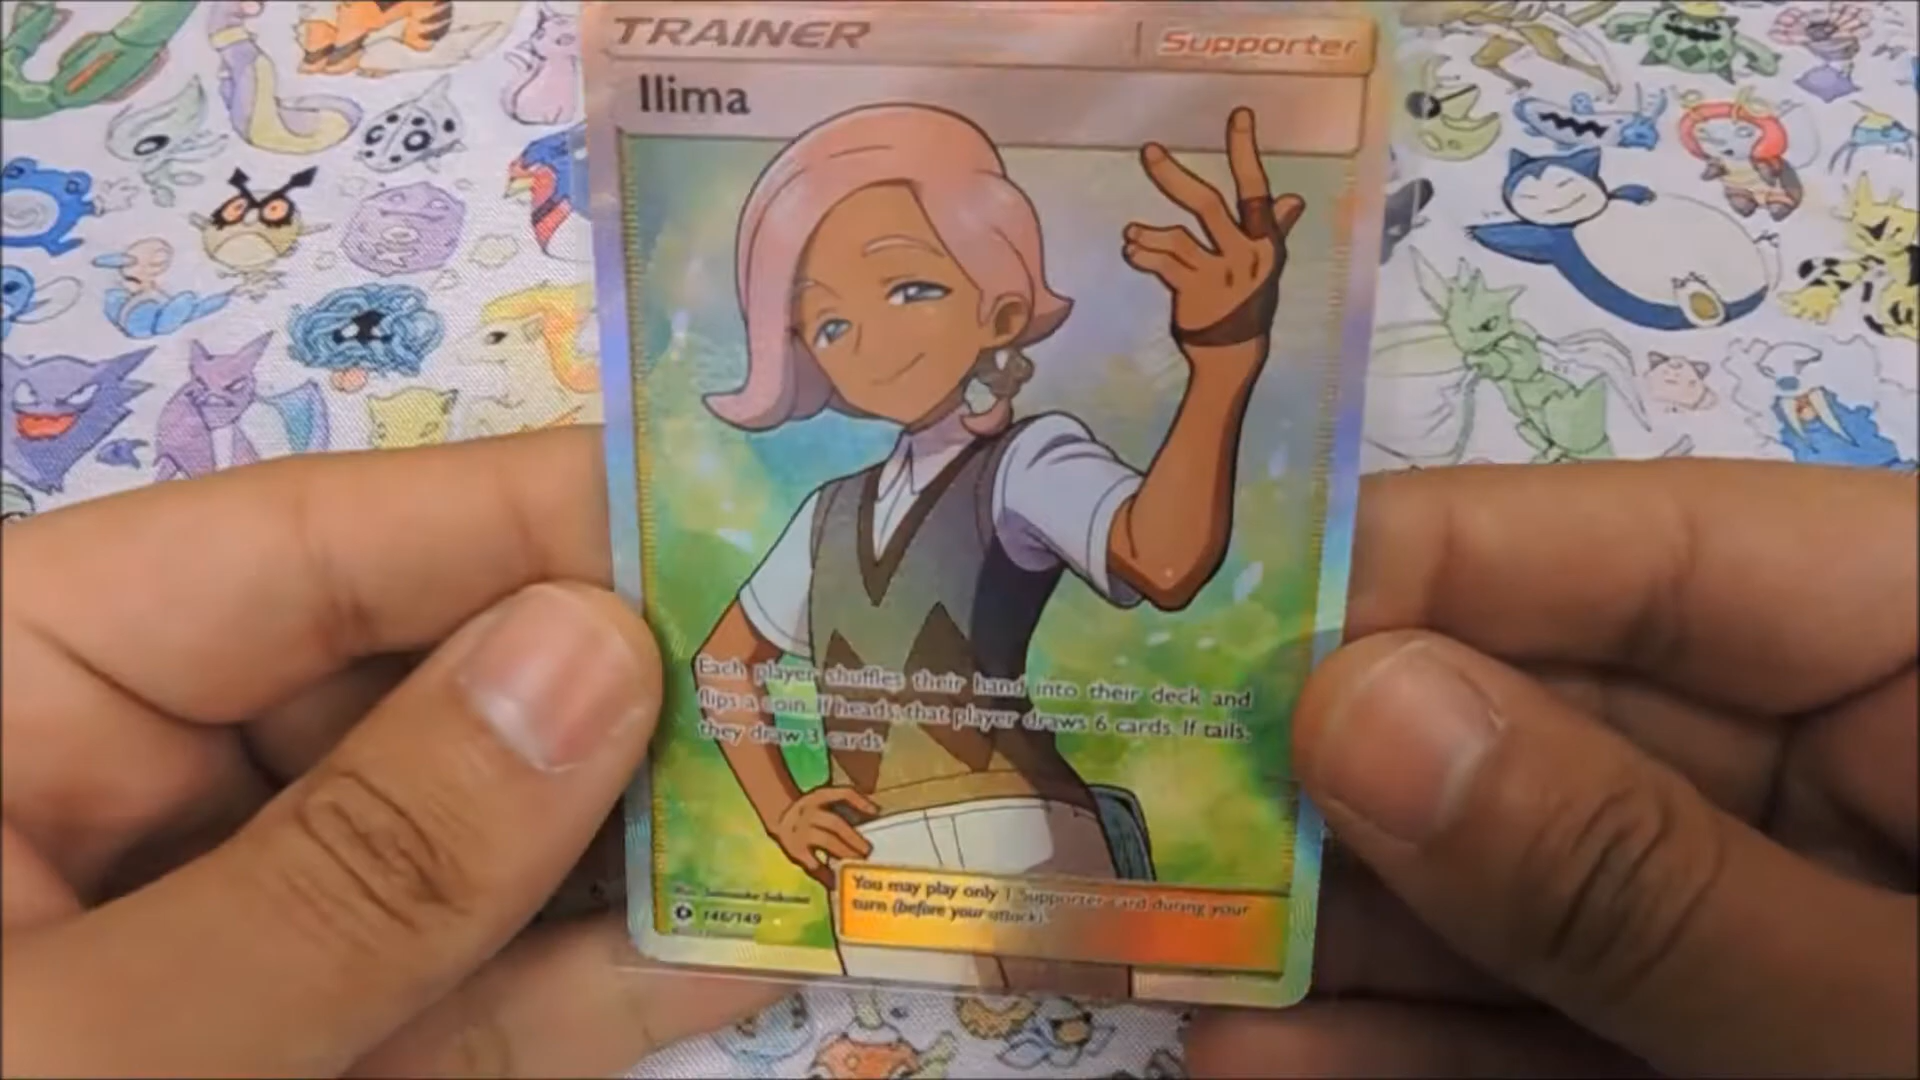 TRAINER Supporter
Ilima
Each player shuffles their hand into their deck and
flips a coin. If heads, that player draws 6 cards. If tails,
they draw 3 cards.
You may play only 1 Supporter card during your
turn (before your attack).
146/149